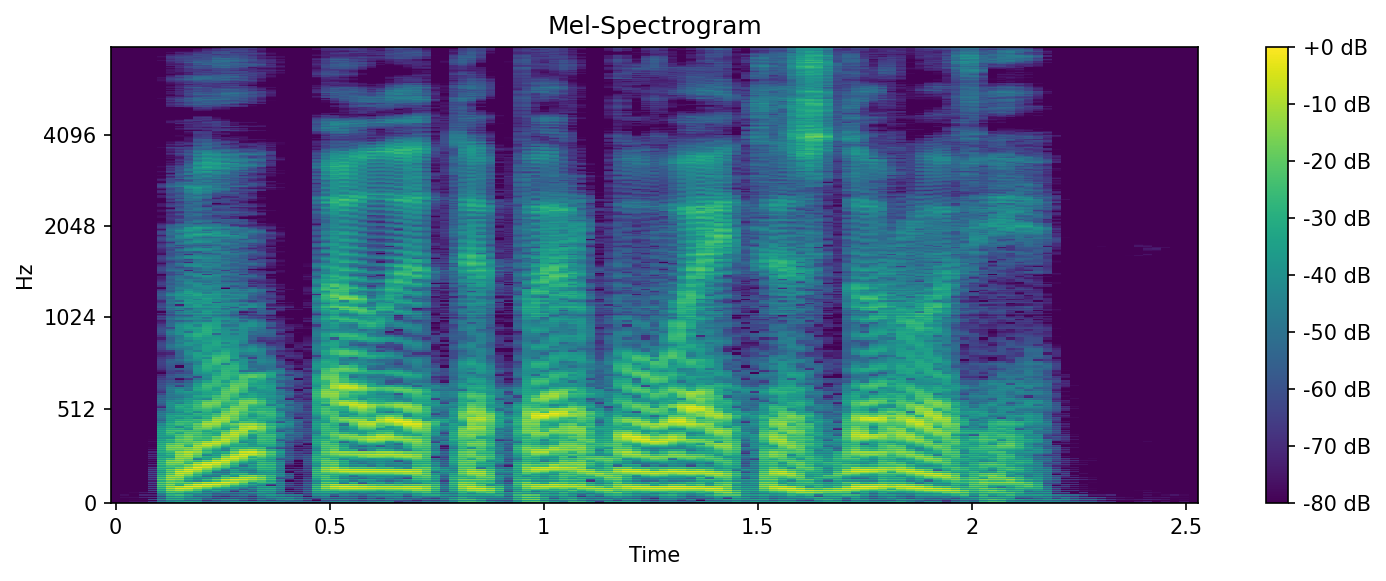 Mel-Spectrogram
+0 dB
4096
-10 dB
-20 dB
2048
-30 dB
Hz
-40 dB
1024
-50 dB
512
-60 dB
-70 dB
0
-80 dB
0 0.5 1 1.5 2 2.5
Time